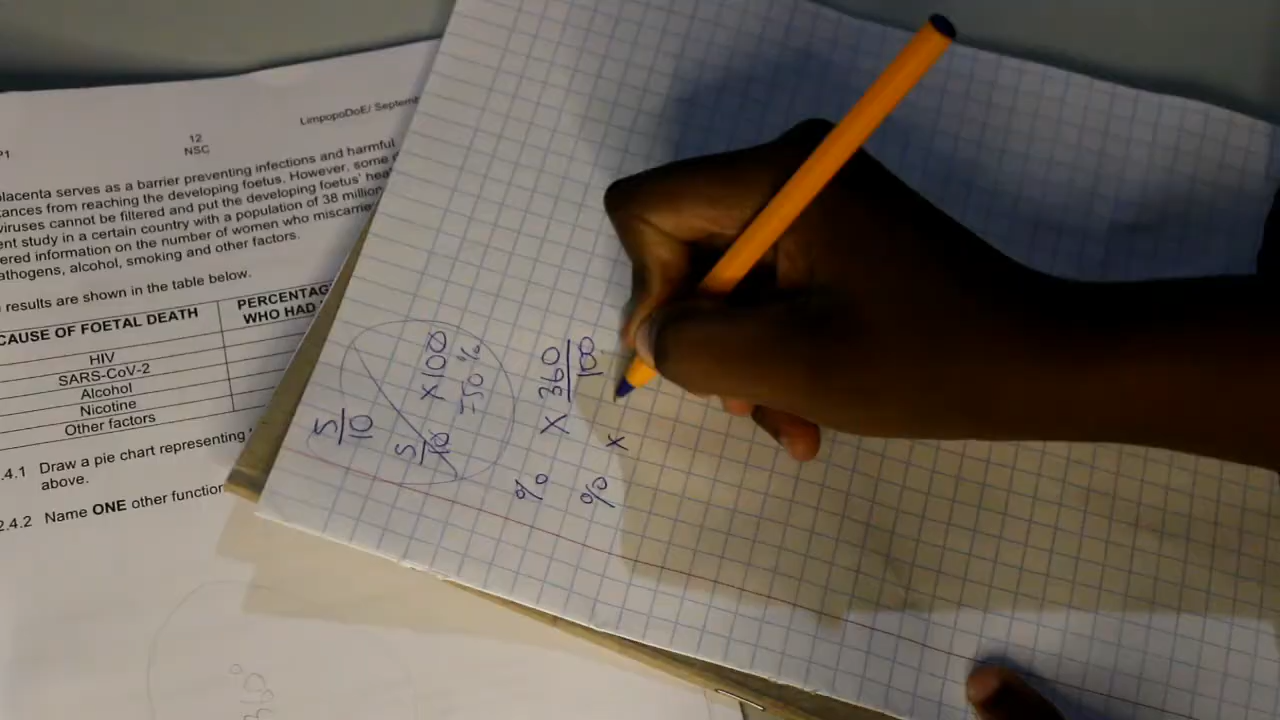 P1
12
NSC
LimpopoDoE/ Septemb
placenta serves as a barrier preventing infections and harmful
tances from reaching the developing foetus. However, some
viruses cannot be filtered and put the developing foetus' hea
ent study in a certain country with a population of 38 million
ered information on the number of women who miscarrie
athogens, alcohol, smoking and other factors.
results are shown in the table below.
CAUSE OF FOETAL DEATH
PERCENTAG
WHO HAD
HIV
SARS-CoV-2
Alcohol
Nicotine
Other factors
.4.1 Draw a pie chart representing
above.
2.4.2 Name ONE other function
5/10
5/10 x 100
=50%
% x 360/100
% x
360°